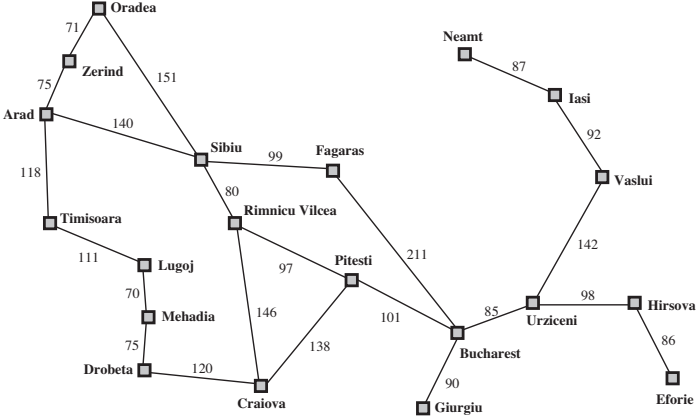 Oradea
71
Neamt
Zerind
87
151
75
Iasi
Arad
140
92
Sibiu
Fagaras
99
118
Vaslui
80
Timisoara
Rimnicu Vilcea
142
211
111
Lugoj
97
Pitesti
70
98
Hirsova
85
146
101
Urziceni
Mehadia
138
86
75
Bucharest
Drobeta
120
90
Eforie
Craiova
Giurgiu